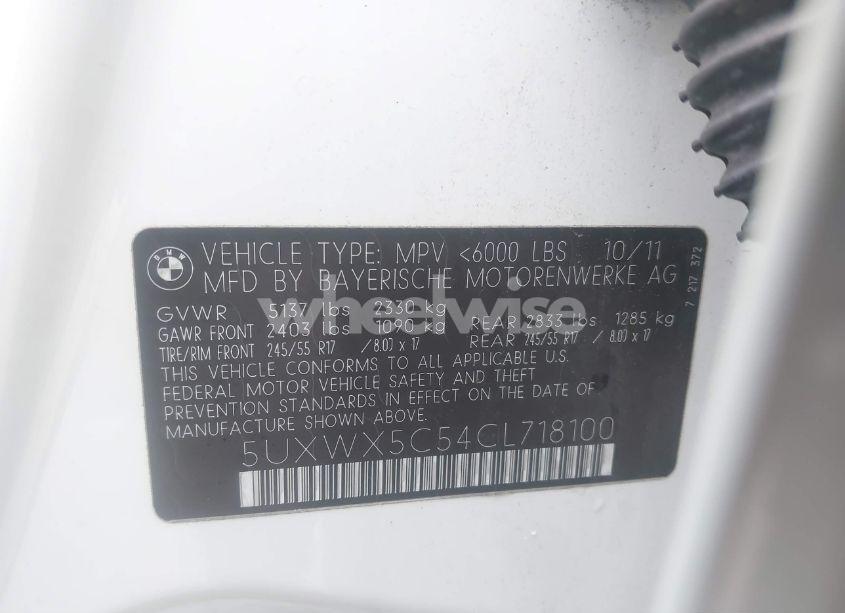 BMW
VEHICLE TYPE: MPV <6000 LBS 10/11
MFD BY BAYERISCHE MOTORENWERKE AG
7 217 372
GVWR 5137 lbs 2330 kg
GAWR FRONT 2403 lbs 1090 kg REAR 2833 lbs 1285 kg
TIRE/RIM FRONT 245/55 R17 / 8.00 x 17 REAR 245/55 R17 / 8.00 x 17
THIS VEHICLE CONFORMS TO ALL APPLICABLE U.S.
FEDERAL MOTOR VEHICLE SAFETY AND THEFT
PREVENTION STANDARDS IN EFFECT ON THE DATE OF
MANUFACTURE SHOWN ABOVE.
5UXWX5C54CL718100
wheelwise